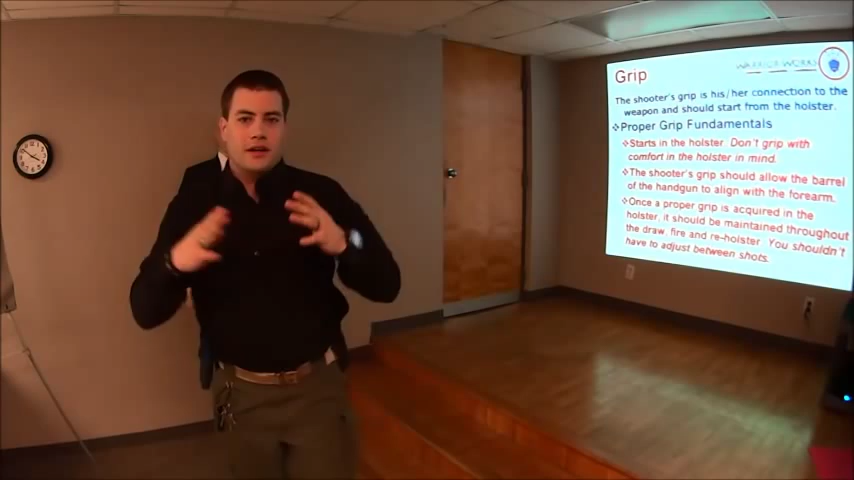 WARRIOR WORKS
Grip
The shooter's grip is his/her connection to the
weapon and should start from the holster.
❖Proper Grip Fundamentals
❖Starts in the holster. Don't grip with
comfort in the holster in mind.
❖The shooter's grip should allow the barrel
of the handgun to align with the forearm.
❖Once a proper grip is acquired in the
holster, it should be maintained throughout
the draw, fire and re-holster. You shouldn't
have to adjust between shots.